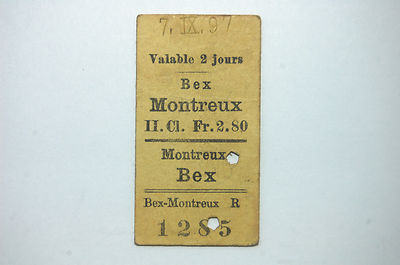 7. IX. 97
Valable 2 jours
Bex
Montreux
II. Cl. Fr. 2.80
Montreux
Bex
Bex-Montreux R
1285